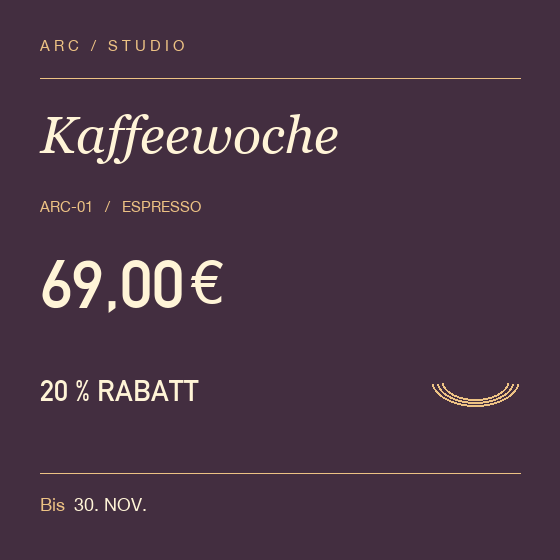 ARC / STUDIO
Kaffeewoche
ARC-01 / ESPRESSO
69,00 €
20 % RABATT
Bis 30. NOV.